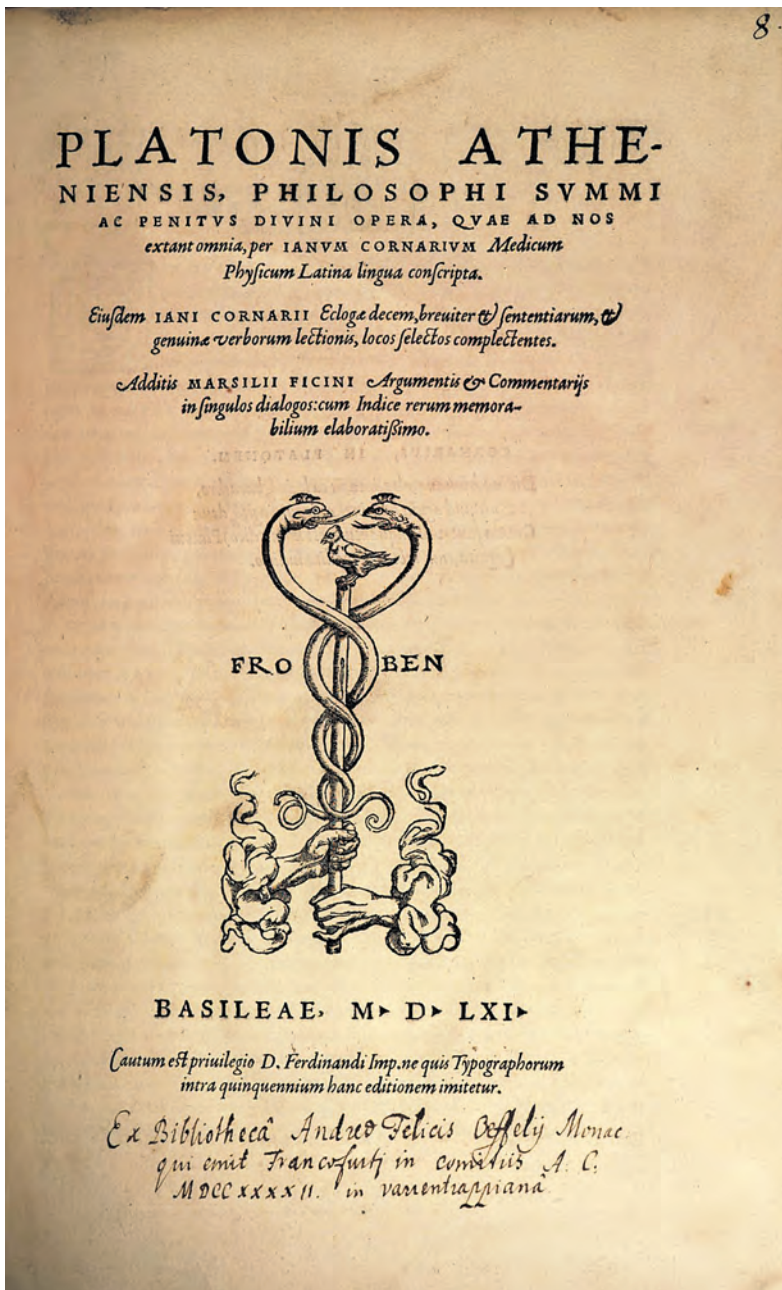 8.
PLATONIS ATHE-
NIENSIS, PHILOSOPHI SVMMI
AC PENITVS DIVINI OPERA, QVAE AD NOS
extant omnia, per IANVM CORNARIVM Medicum
Phyſicum Latina lingua conſcripta.
Eiuſdem IANI CORNARII Eclogæ decem, breuiter & ſententiarum, &
genuinæ verborum lectionis, locos ſelectos complectentes.
Additis MARSILII FICINI Argumentis & Commentarijs
in ſingulos dialogos: cum Indice rerum memora-
bilium elaboratißimo.
FRO BEN
BASILEAE, M D LXI
Cautum eſt priuilegio D. Ferdinandi Imp. ne quis Typographorum
intra quinquennium hanc editionem imitetur.
Ex Bibliothecâ Andreæ Felicis Oeffelij Monac.
qui emit Francofurti in comitiis A. C.
MDCCXXXXII. in varrentrappianâ